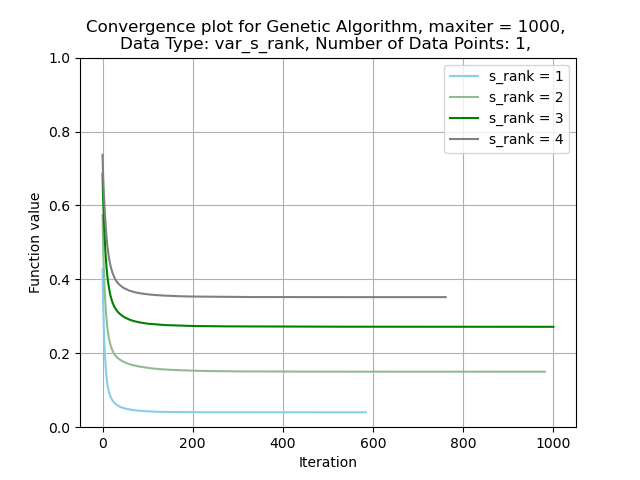 Convergence plot for Genetic Algorithm, maxiter = 1000,
Data Type: var_s_rank, Number of Data Points: 1,
s_rank = 1
s_rank = 2
s_rank = 3
s_rank = 4
Function value
1.0
0.8
0.6
0.4
0.2
0.0
0 200 400 600 800 1000
Iteration